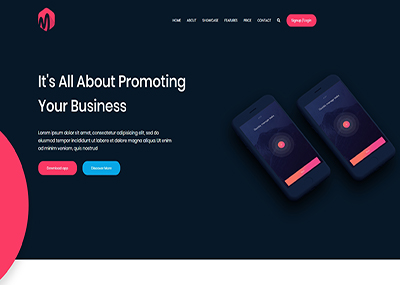 HOME ABOUT SHOWCASE FEATURES PRICE CONTACT Signup / Login
It's All About Promoting
Your Business
Lorem ipsum dolor sit amet, consectetur adipisicing elit, sed do
eiusmod tempor incididunt ut labore et dolore magna aliqua. Ut enim
ad minim veniam, quis nostrud
Download App Discover More